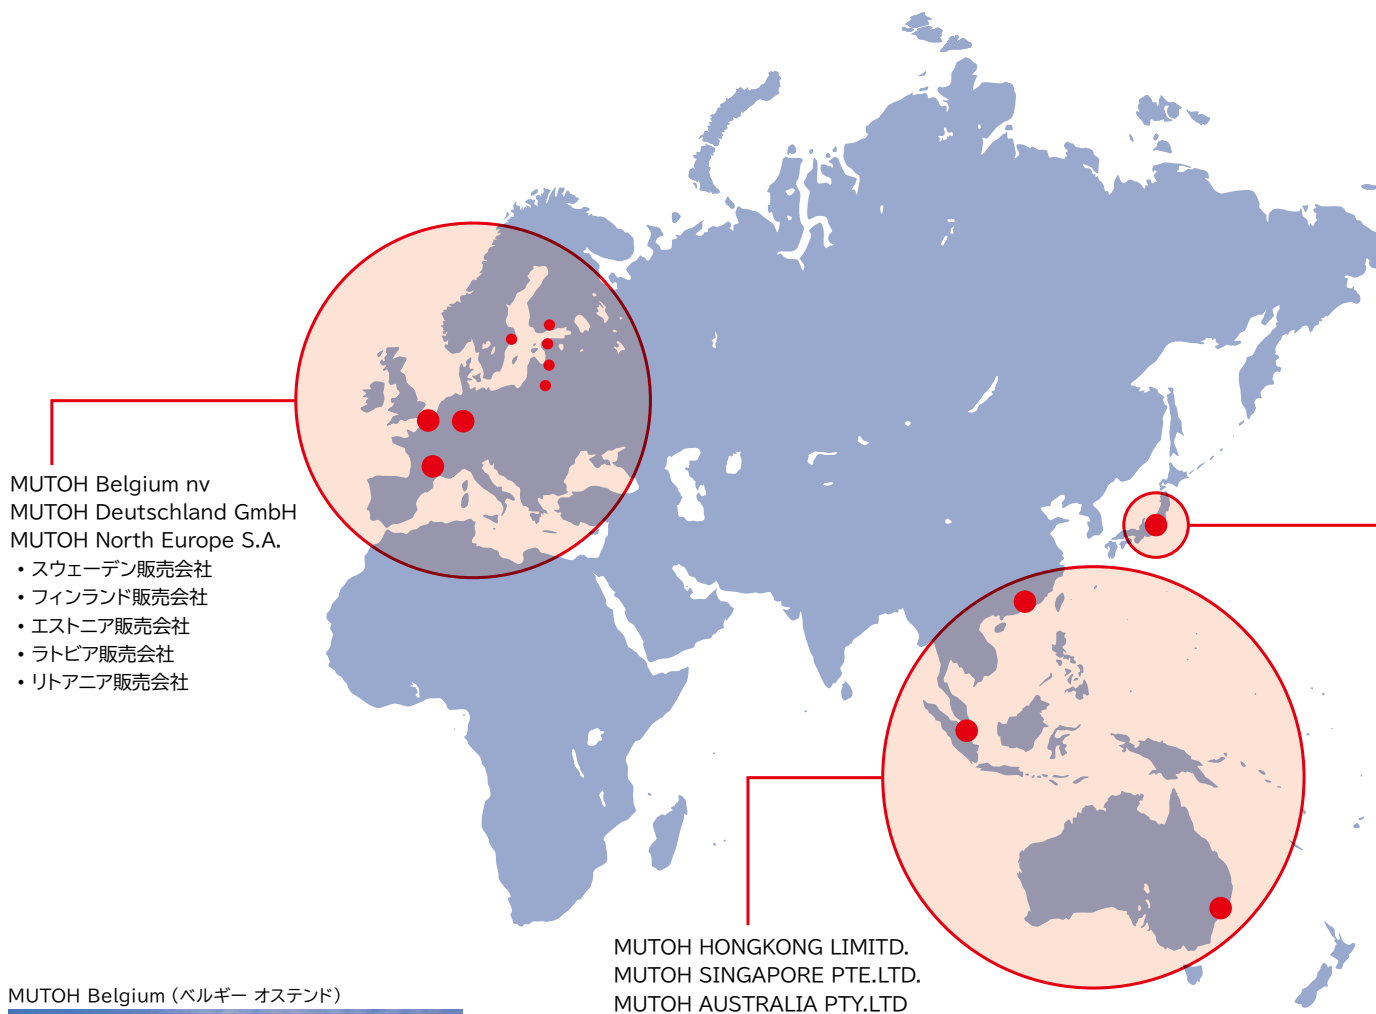 MUTOH Belgium nv
MUTOH Deutschland GmbH
MUTOH North Europe S.A.
・スウェーデン販売会社
・フィンランド販売会社
・エストニア販売会社
・ラトビア販売会社
・リトアニア販売会社
MUTOH HONGKONG LIMITD.
MUTOH SINGAPORE PTE.LTD.
MUTOH AUSTRALIA PTY.LTD
MUTOH Belgium（ベルギー オステンド）